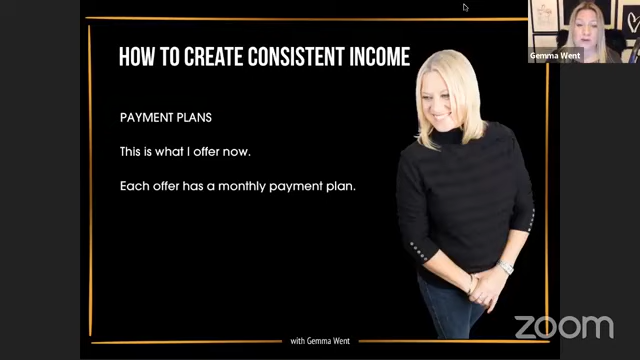 HOW TO CREATE CONSISTENT INCOME
PAYMENT PLANS
This is what I offer now.
Each offer has a monthly payment plan.
with Gemma Went
Gemma Went
zoom